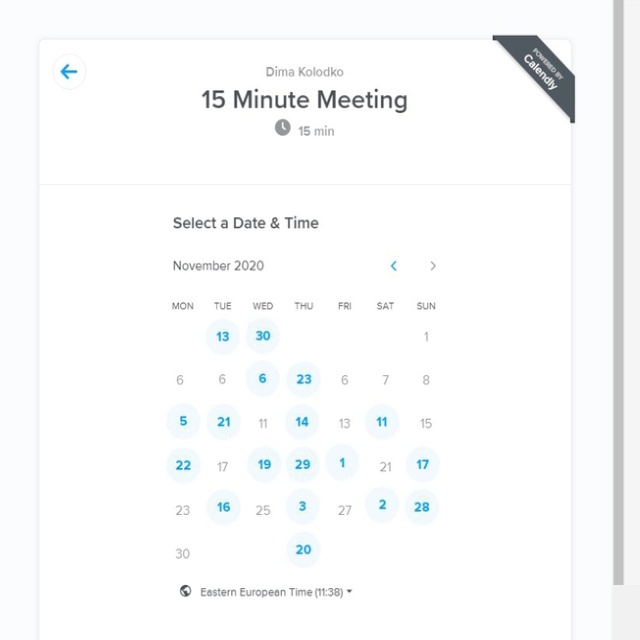 Dima Kolodko
15 Minute Meeting
15 min
POWERED BY
Calendly
Select a Date & Time
November 2020
MON TUE WED THU FRI SAT SUN
13 30 1
6 6 6 23 6 7 8
5 21 11 14 13 11 15
22 17 19 29 1 21 17
23 16 25 3 27 2 28
30 20
Eastern European Time (11:38)